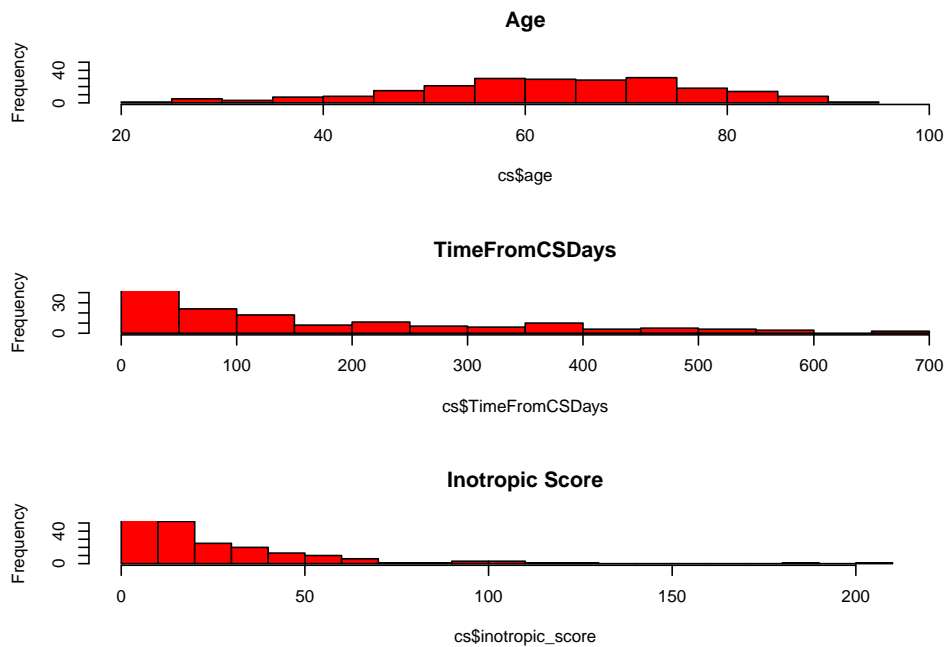 Age
Frequency
0
40
20
40
60
80
100
cs$age
TimeFromCSDays
Frequency
0
30
0
100
200
300
400
500
600
700
cs$TimeFromCSDays
Inotropic Score
Frequency
0
40
0
50
100
150
200
cs$inotropic_score